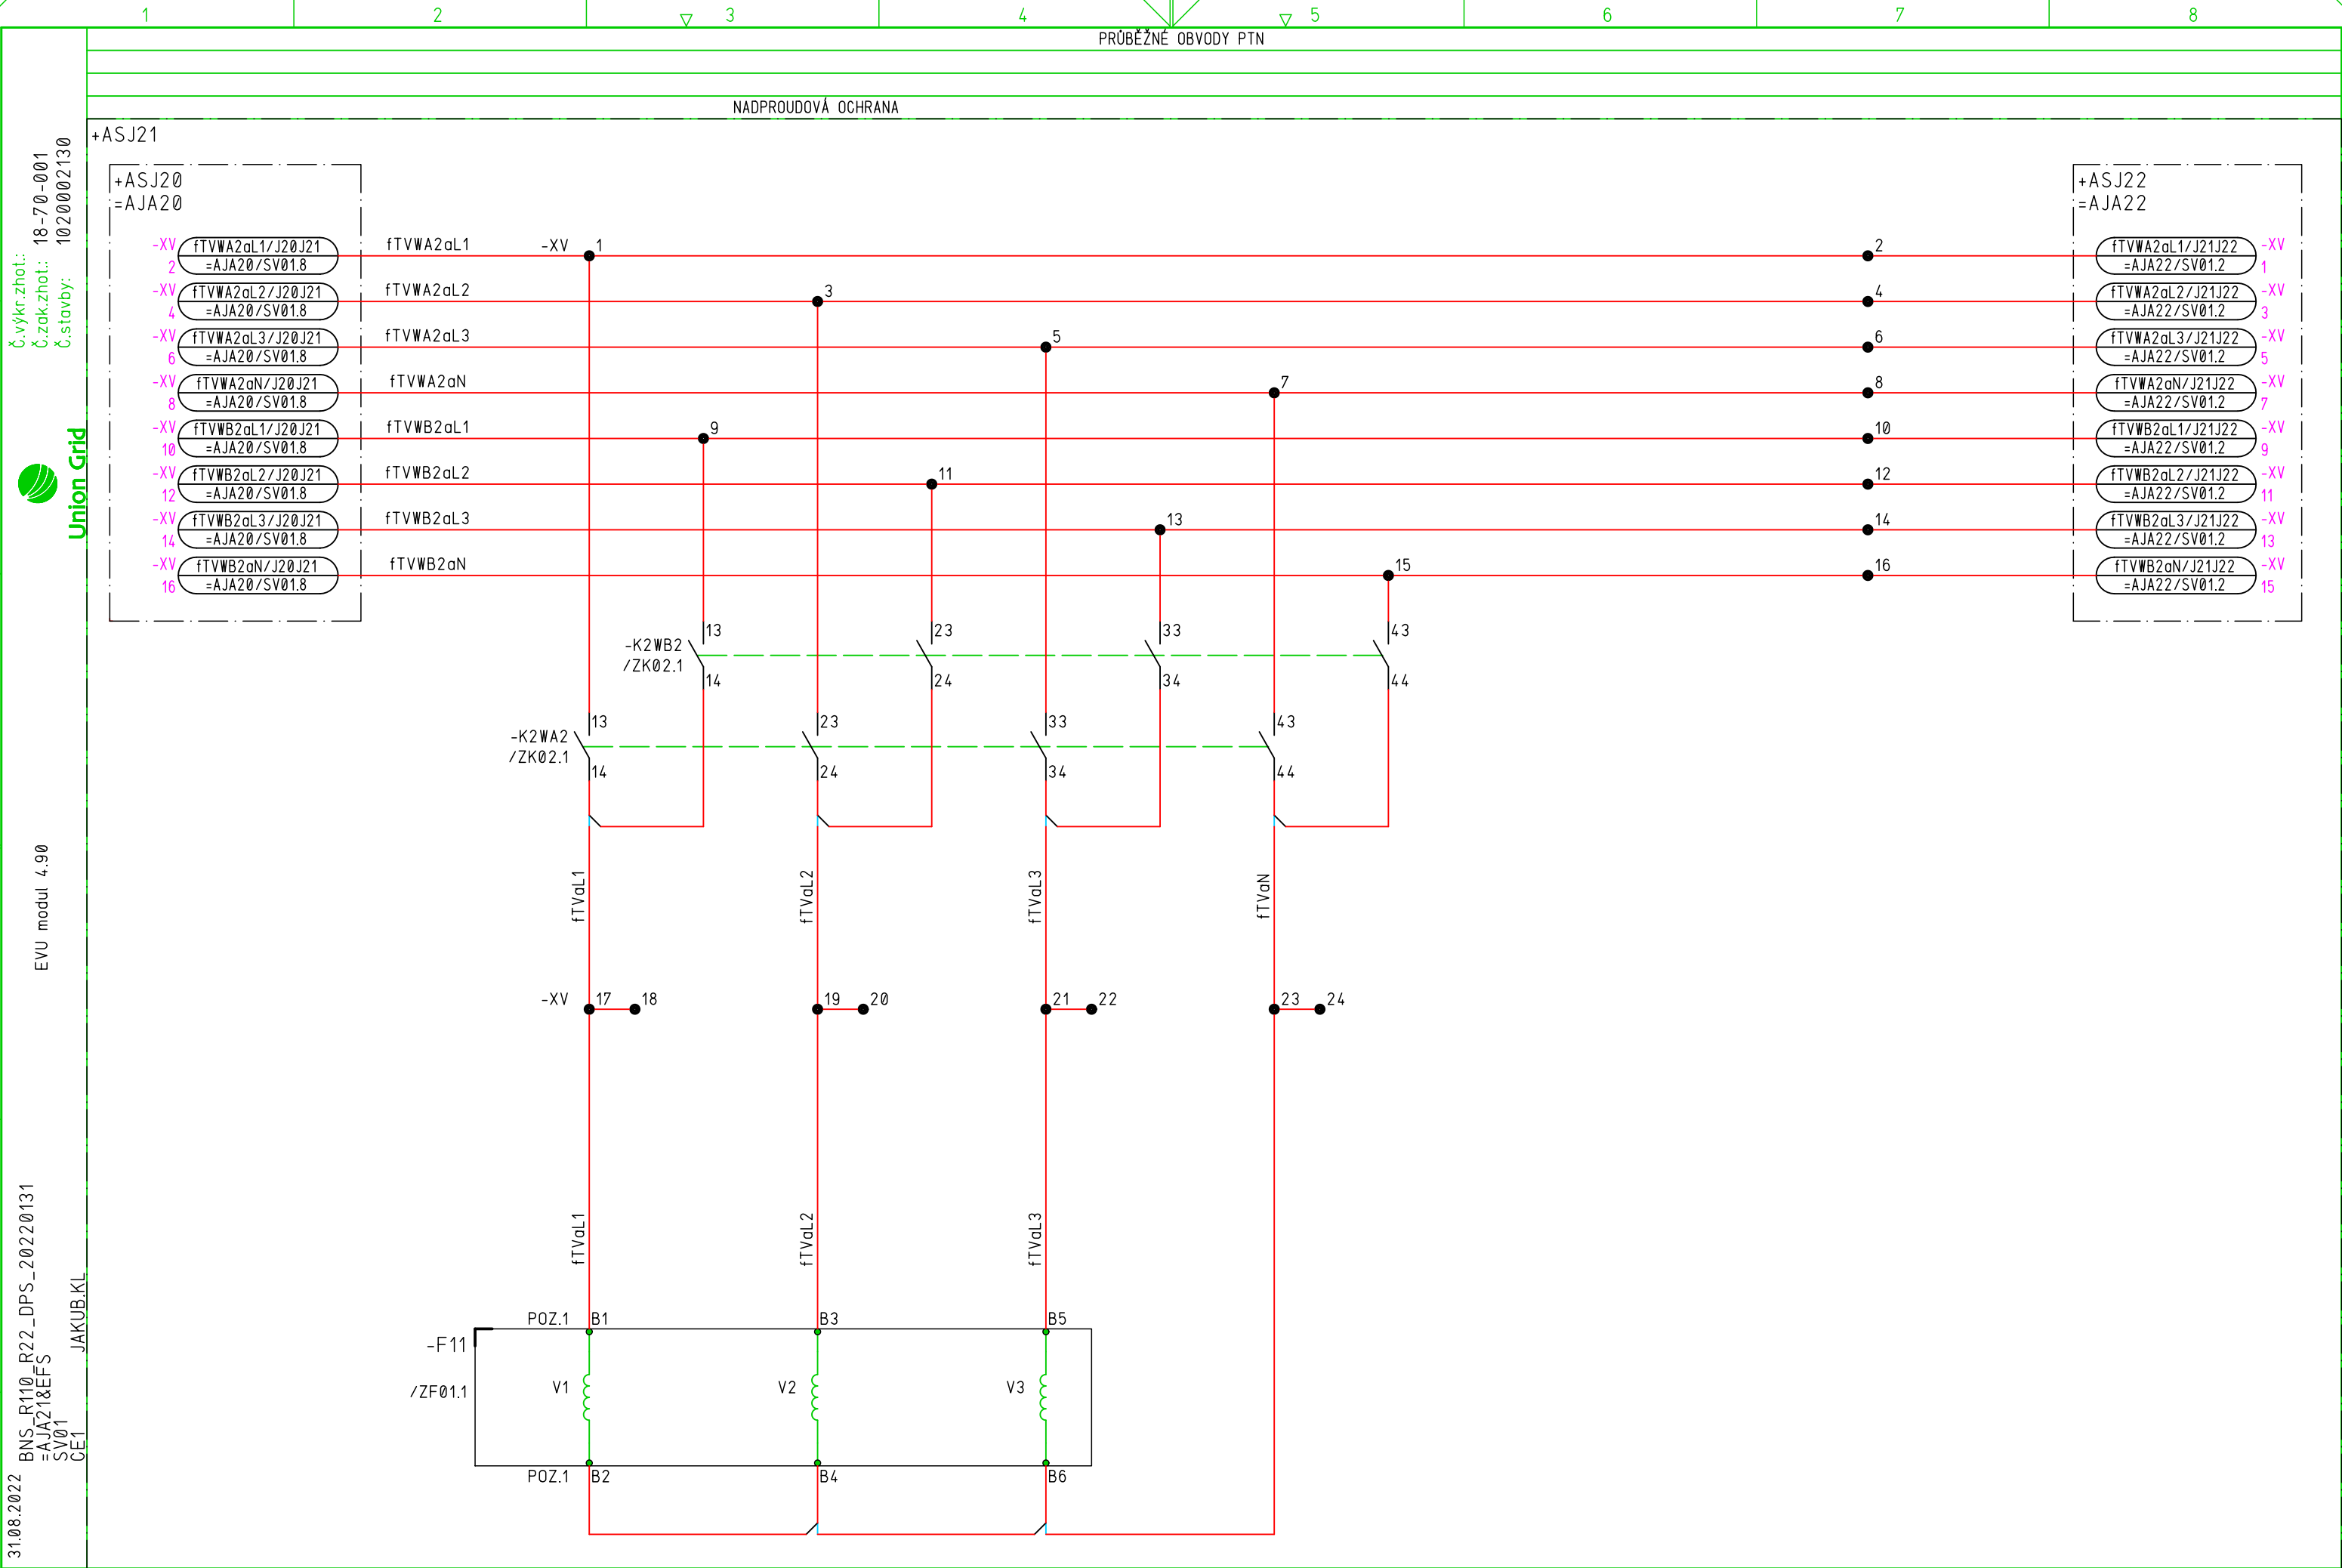 1 2 3 4 5 6 7 8
PRŮBĚŽNÉ OBVODY PTN
NADPROUDOVÁ OCHRANA
+ASJ21
+ASJ20
=AJA20
+ASJ22
=AJA22
-XV 2 fTVWA2aL1/J20J21
=AJA20/SV01.8
fTVWA2aL1
-XV 1
2
fTVWA2aL1/J21J22
=AJA22/SV01.2
-XV 1
-XV 4 fTVWA2aL2/J20J21
=AJA20/SV01.8
fTVWA2aL2
3
4
fTVWA2aL2/J21J22
=AJA22/SV01.2
-XV 3
-XV 6 fTVWA2aL3/J20J21
=AJA20/SV01.8
fTVWA2aL3
5
6
fTVWA2aL3/J21J22
=AJA22/SV01.2
-XV 5
-XV 8 fTVWA2aN/J20J21
=AJA20/SV01.8
fTVWA2aN
7
8
fTVWA2aN/J21J22
=AJA22/SV01.2
-XV 7
-XV 10 fTVWB2aL1/J20J21
=AJA20/SV01.8
fTVWB2aL1
9
10
fTVWB2aL1/J21J22
=AJA22/SV01.2
-XV 9
-XV 12 fTVWB2aL2/J20J21
=AJA20/SV01.8
fTVWB2aL2
11
12
fTVWB2aL2/J21J22
=AJA22/SV01.2
-XV 11
-XV 14 fTVWB2aL3/J20J21
=AJA20/SV01.8
fTVWB2aL3
13
14
fTVWB2aL3/J21J22
=AJA22/SV01.2
-XV 13
-XV 16 fTVWB2aN/J20J21
=AJA20/SV01.8
fTVWB2aN
15
16
fTVWB2aN/J21J22
=AJA22/SV01.2
-XV 15
-K2WB2
/ZK02.1
13 23 33 43
14 24 34 44
-K2WA2
/ZK02.1
13 23 33 43
14 24 34 44
fTVaL1 fTVaL2 fTVaL3 fTVaN
-XV 17 18 19 20 21 22 23 24
fTVaL1 fTVaL2 fTVaL3
POZ.1 B1 B3 B5
-F11
/ZF01.1
V1 V2 V3
POZ.1 B2 B4 B6
Č.výkr.zhot.:
Č.zak.zhot.: 18-70-001
Č.stavby: 1020002130
Union Grid
EVU modul 4.90
BNS_R110_R22_DPS_20220131
=AJA21&EFS
SV01
CE1
JAKUB.KL
31.08.2022